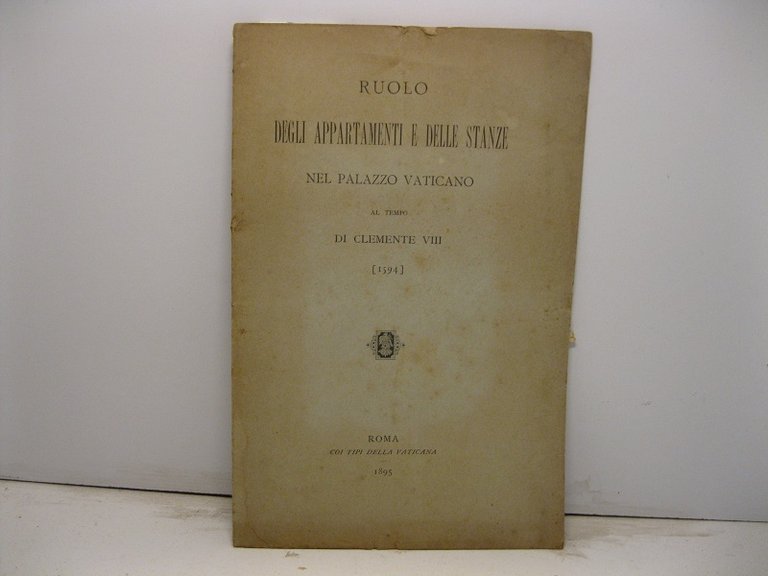 RUOLO
DEGLI APPARTAMENTI E DELLE STANZE
NEL PALAZZO VATICANO
AL TEMPO
DI CLEMENTE VIII
[1594]
ROMA
COI TIPI DELLA VATICANA
1895